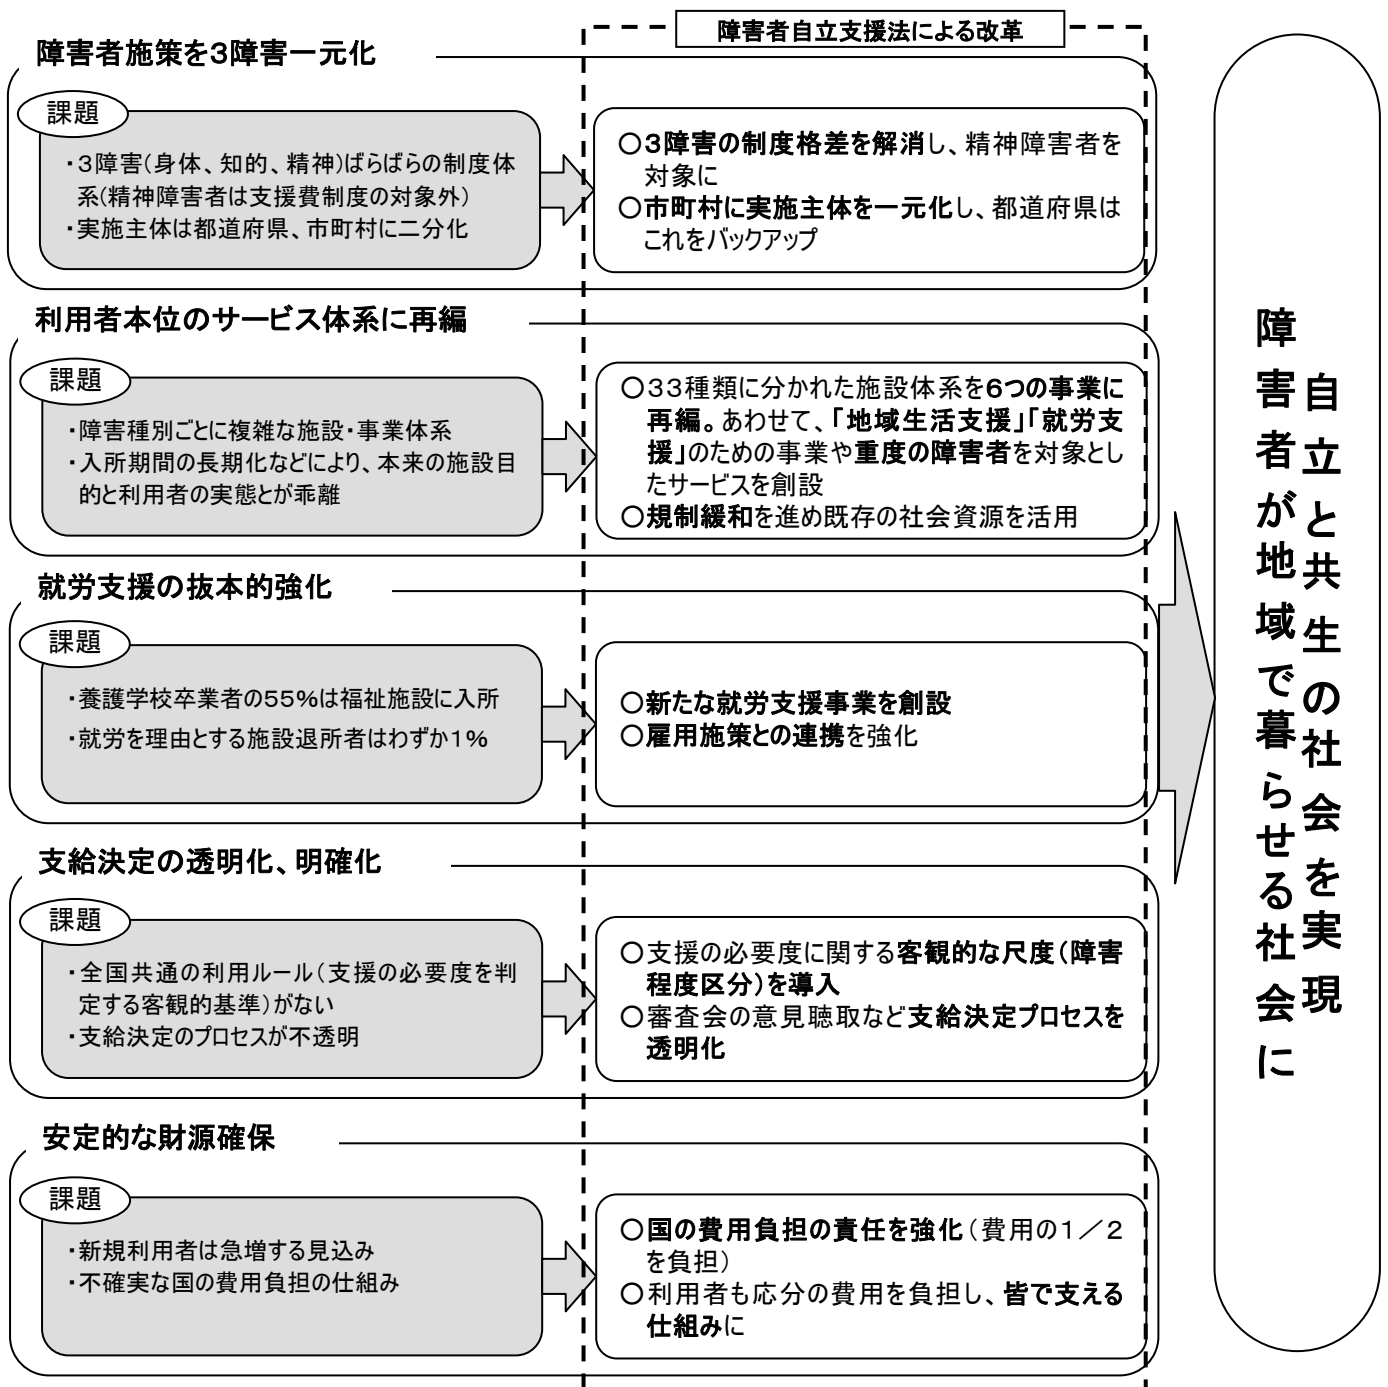 障害者自立支援法による改革
障害者施策を3障害一元化
課題
・3障害(身体、知的、精神)ばらばらの制度体
系(精神障害者は支援費制度の対象外)
・実施主体は都道府県、市町村に二分化
○3障害の制度格差を解消し、精神障害者を
対象に
○市町村に実施主体を一元化し、都道府県は
これをバックアップ
利用者本位のサービス体系に再編
課題
・障害種別ごとに複雑な施設・事業体系
・入所期間の長期化などにより、本来の施設目
的と利用者の実態とが乖離
○33種類に分かれた施設体系を6つの事業に
再編。あわせて、「地域生活支援」「就労支
援」のための事業や重度の障害者を対象とし
たサービスを創設
○規制緩和を進め既存の社会資源を活用
就労支援の抜本的強化
課題
・養護学校卒業者の55%は福祉施設に入所
・就労を理由とする施設退所者はわずか1%
○新たな就労支援事業を創設
○雇用施策との連携を強化
支給決定の透明化、明確化
課題
・全国共通の利用ルール(支援の必要度を判
定する客観的基準)がない
・支給決定のプロセスが不透明
○支援の必要度に関する客観的な尺度(障害
程度区分)を導入
○審査会の意見聴取など支給決定プロセスを
透明化
安定的な財源確保
課題
・新規利用者は急増する見込み
・不確実な国の費用負担の仕組み
○国の費用負担の責任を強化(費用の1/2
を負担)
○利用者も応分の費用を負担し、皆で支える
仕組みに
自立と共生の社会を実現
障害者が地域で暮らせる社会に